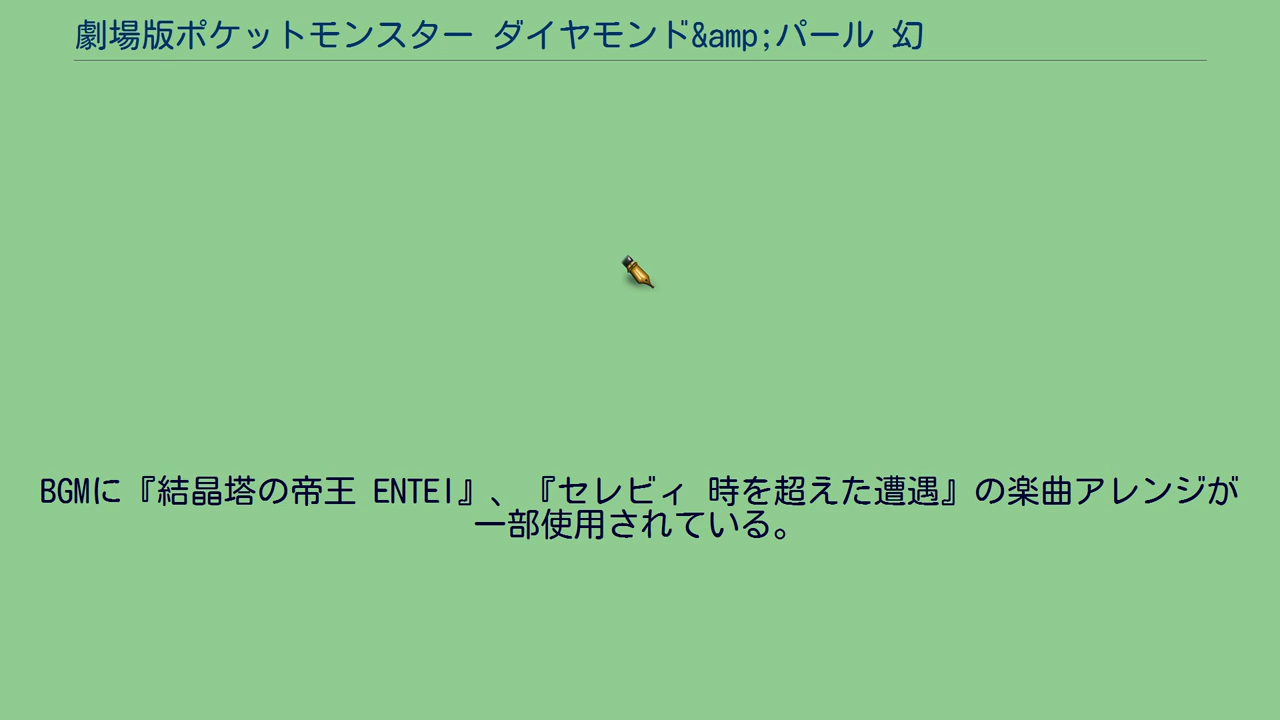 劇場版ポケットモンスター ダイヤモンド&amp;パール 幻
BGMに『結晶塔の帝王 ENTEI』、『セレビィ 時を超えた遭遇』の楽曲アレンジが
一部使用されている。